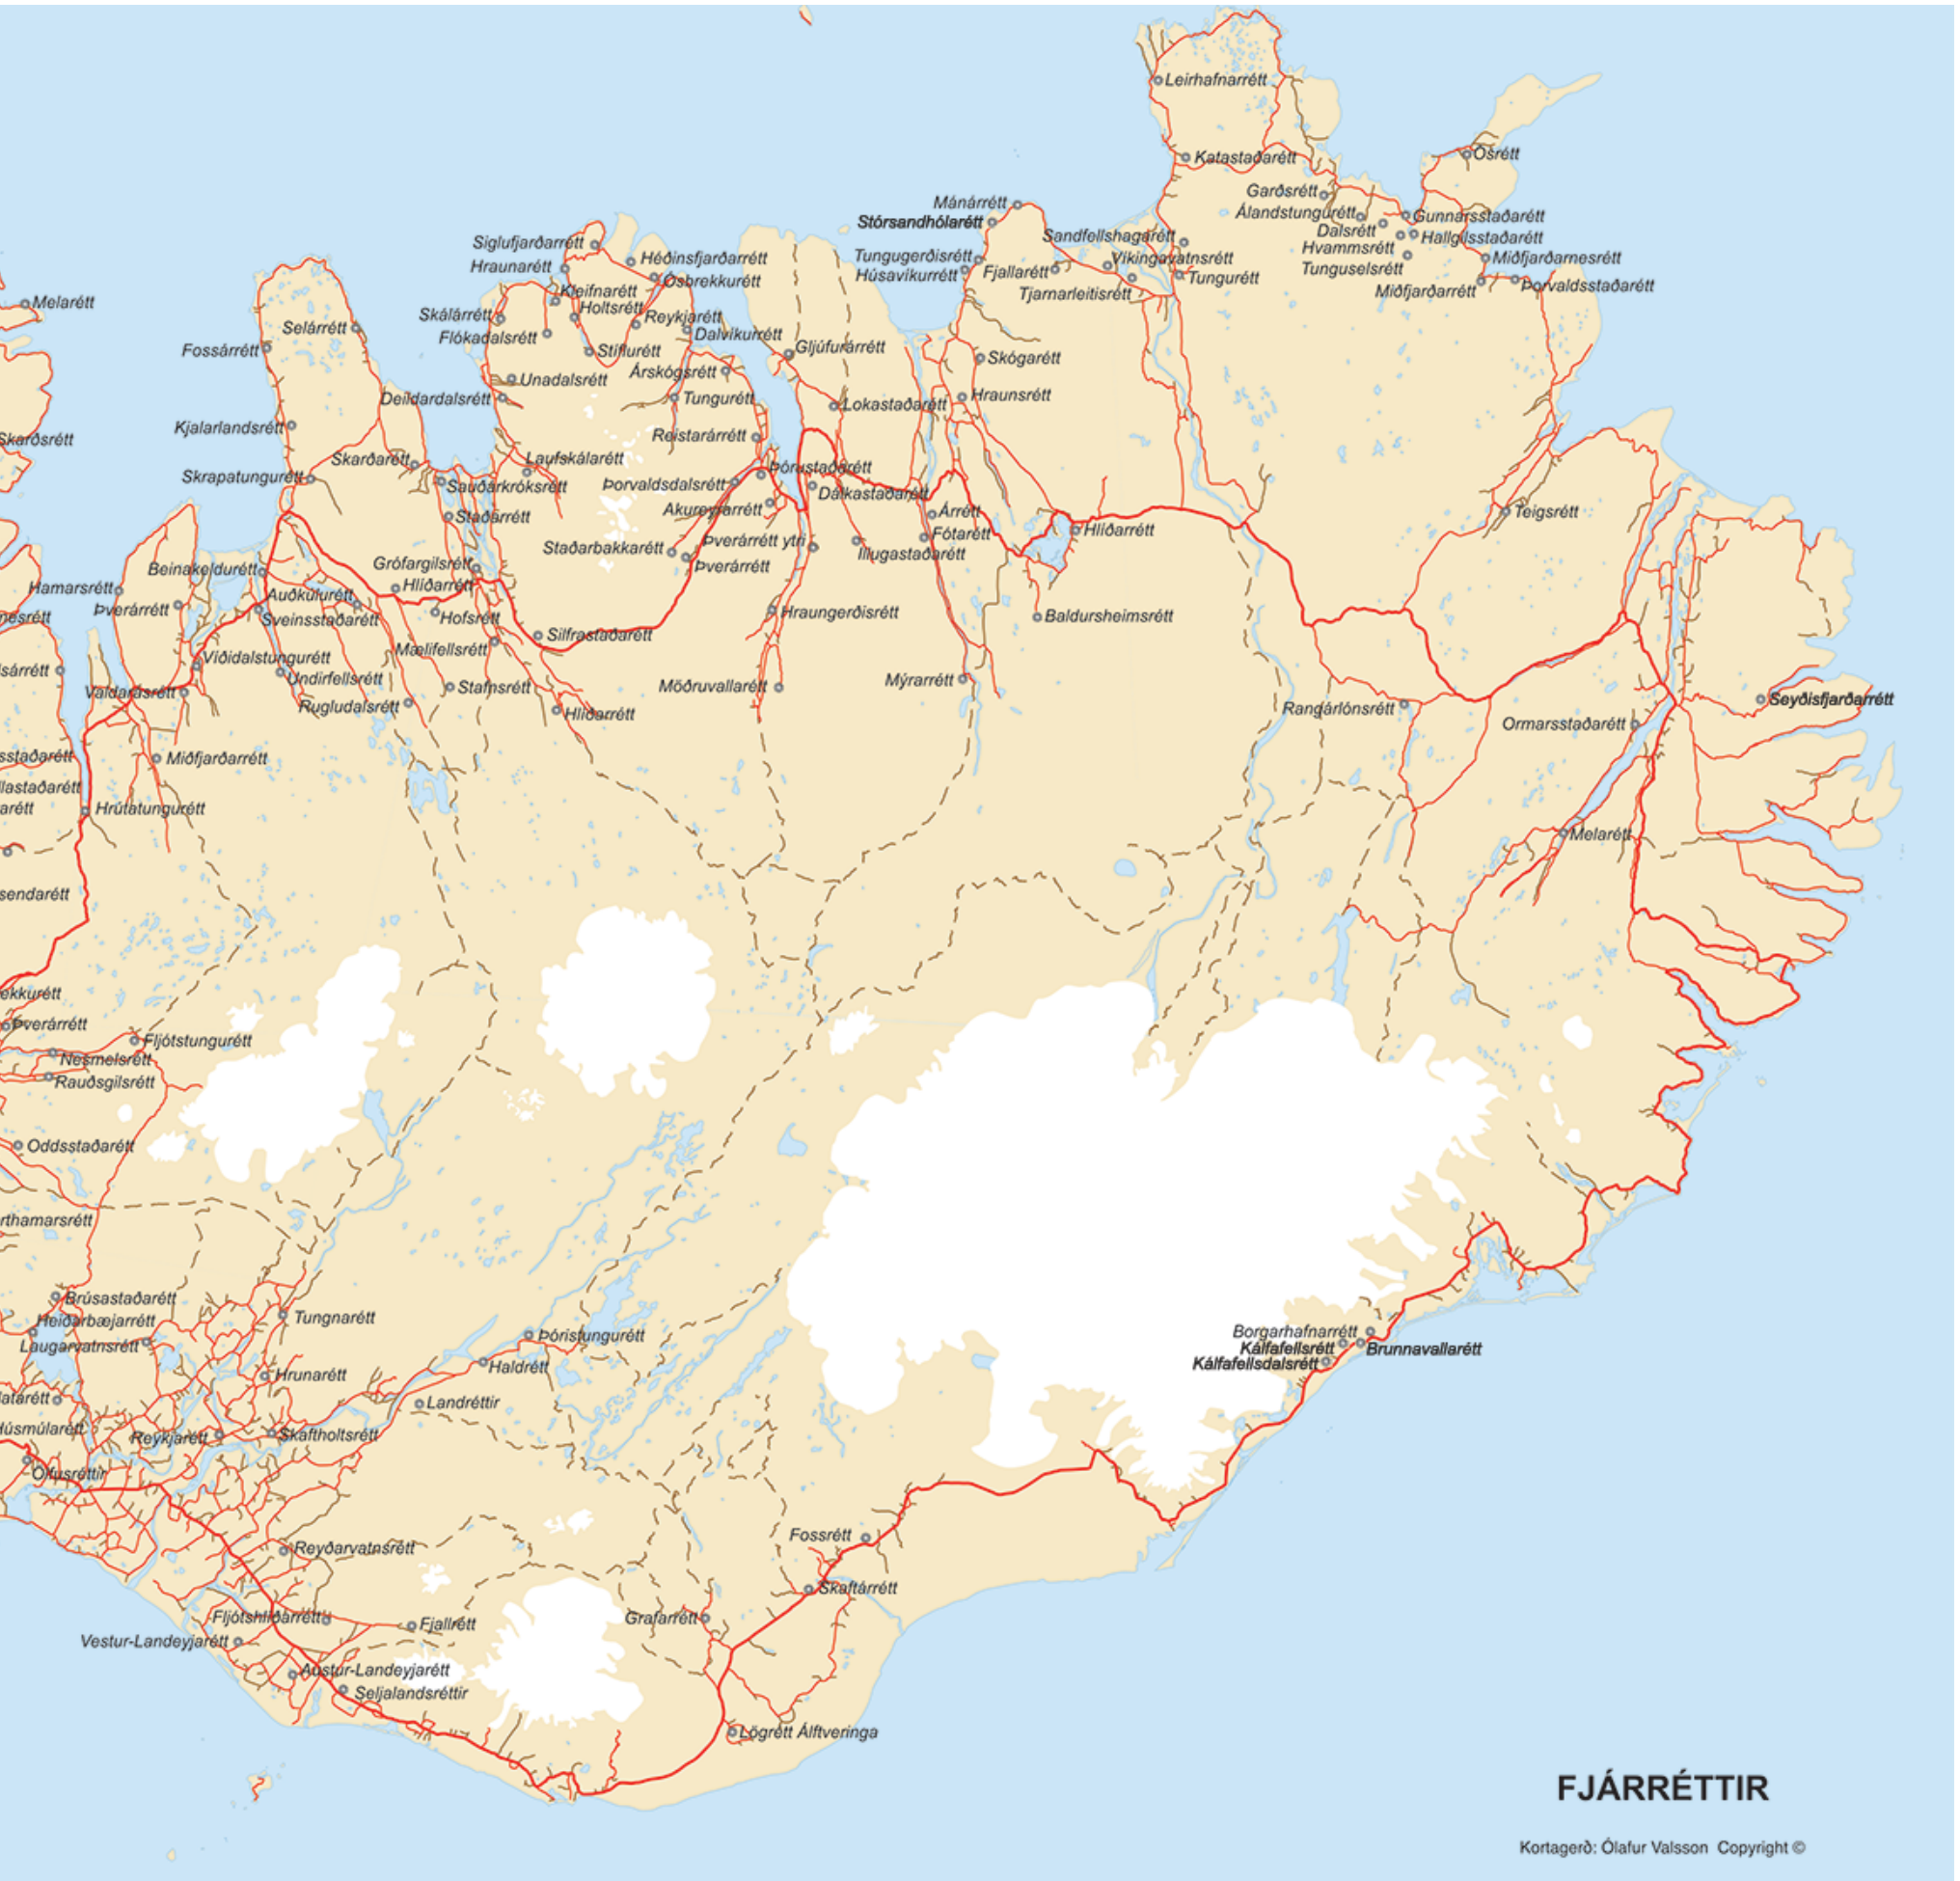 Leirhafnarrétt
Katastaðarétt
Ósrétt
Garðsrétt
Álandstungurétt
Gunnarsstaðarétt
Dalsrétt
Hallgilsstaðarétt
Hvammsrétt
Miðfjarðarnesrétt
Tunguselsrétt
Miðfjarðarrétt
Þorvaldsstaðarétt
Mánárrétt
Stórsandhólarétt
Sandfellshagarétt
Tungugerðisrétt
Húsavíkurrétt
Fjallarétt
Víkingavatnsrétt
Tungurétt
Tjarnarleitisrétt
Siglufjarðarrétt
Hraunarétt
Héðinsfjarðarrétt
Ósbrekkurétt
Kleifnarétt
Holtsrétt
Skálárrétt
Flókadalsrétt
Reykjarétt
Dalvíkurrétt
Stíflurétt
Gljúfurárrétt
Árskógsrétt
Unadalsrétt
Deildardalsrétt
Tungurétt
Lokastaðarétt
Skógarétt
Hraunsrétt
Melarétt
Selárrétt
Fossárrétt
Kjalarlandsrétt
Skarðsrétt
Skarðarétt
Skrapatungurétt
Laufskálarétt
Sauðárkróksrétt
Staðarrétt
Reistarárrétt
Þórustaðarétt
Þorvaldsdalsrétt
Dálkastaðarétt
Akureyrarrétt
Árrétt
Fótarétt
Hlíðarrétt
Þverárrétt ytri
Illugastaðarétt
Staðarbakkarétt
Þverárrétt
Teigsrétt
Beinakeldurétt
Grófargilsrétt
Hamarsrétt
Þverárrétt
Auðkúlurétt
Hlíðarrétt
Sveinsstaðarétt
Hofsrétt
Hraungerðisrétt
Baldursheimsrétt
Silfrastaðarétt
Mælifellsrétt
Víðidalstungurétt
Undirfellsrétt
Valdarásrétt
Rugludalsrétt
Stafnsrétt
Hlíðarrétt
Möðruvallarétt
Mýrarrétt
Randárlónsrétt
Ormarsstaðarétt
Seyðisfjarðarrétt
Miðfjarðarrétt
Hrútatungurétt
Melarétt
Þverárrétt
Fljótstungurétt
Nesmelsrétt
Rauðsgilsrétt
Oddsstaðarétt
Brúsastaðarétt
Heiðarbæjarrétt
Laugarvatnsrétt
Tungnarétt
Hrunarétt
Þóristungurétt
Haldrétt
Landréttir
Reykjarétt
Skaftholtsrétt
Ölfusréttir
Borgarhafnarrétt
Kálfafellsrétt
Kálfafellsdalsrétt
Brunnavallarétt
Reyðarvatnsrétt
Fossrétt
Skaftárrétt
Fljótshlíðarrétt
Fjallrétt
Grafarrétt
Vestur-Landeyjarétt
Austur-Landeyjarétt
Seljalandsréttir
Lögrétt Álftveringa
FJÁRRÉTTIR
Kortagerð: Ólafur Valsson Copyright ©